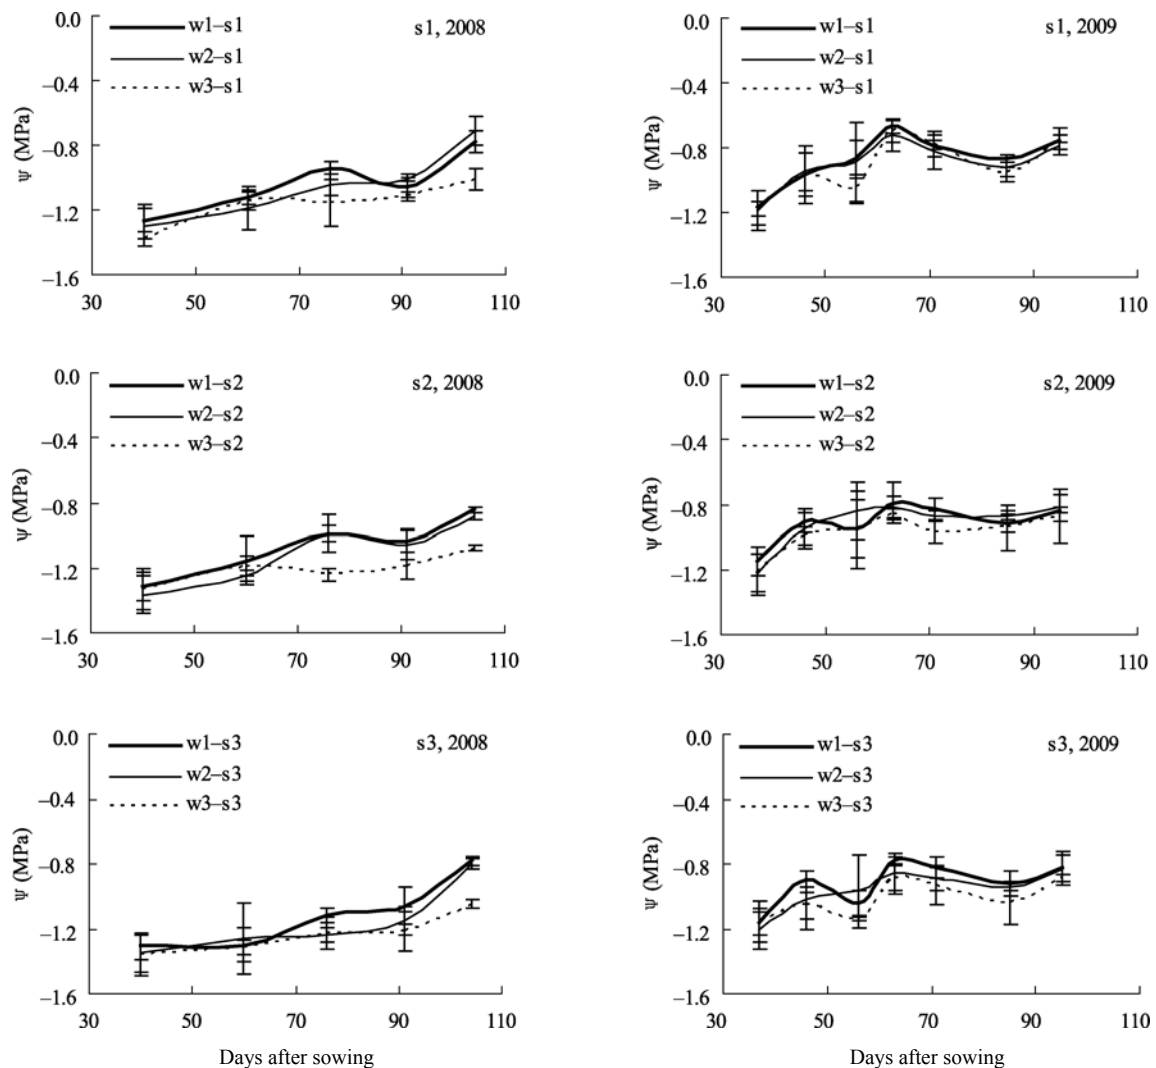 0.0
w1–s1
s1, 2008
w2–s1
−0.4
w3–s1
ψ (MPa)
−0.8
−1.2
−1.6
30 50 70 90 110
0.0
w1–s1
s1, 2009
w2–s1
−0.4
w3–s1
ψ (MPa)
−0.8
−1.2
−1.6
30 50 70 90 110
0.0
w1–s2
s2, 2008
w2–s2
−0.4
w3–s2
ψ (MPa)
−0.8
−1.2
−1.6
30 50 70 90 110
0.0
w1–s2
s2, 2009
w2–s2
−0.4
w3–s2
ψ (MPa)
−0.8
−1.2
−1.6
30 50 70 90 110
0.0
w1–s3
s3, 2008
w2–s3
−0.4
w3–s3
ψ (MPa)
−0.8
−1.2
−1.6
30 50 70 90 110
Days after sowing
0.0
w1–s3
s3, 2009
w2–s3
−0.4
w3–s3
ψ (MPa)
−0.8
−1.2
−1.6
30 50 70 90 110
Days after sowing